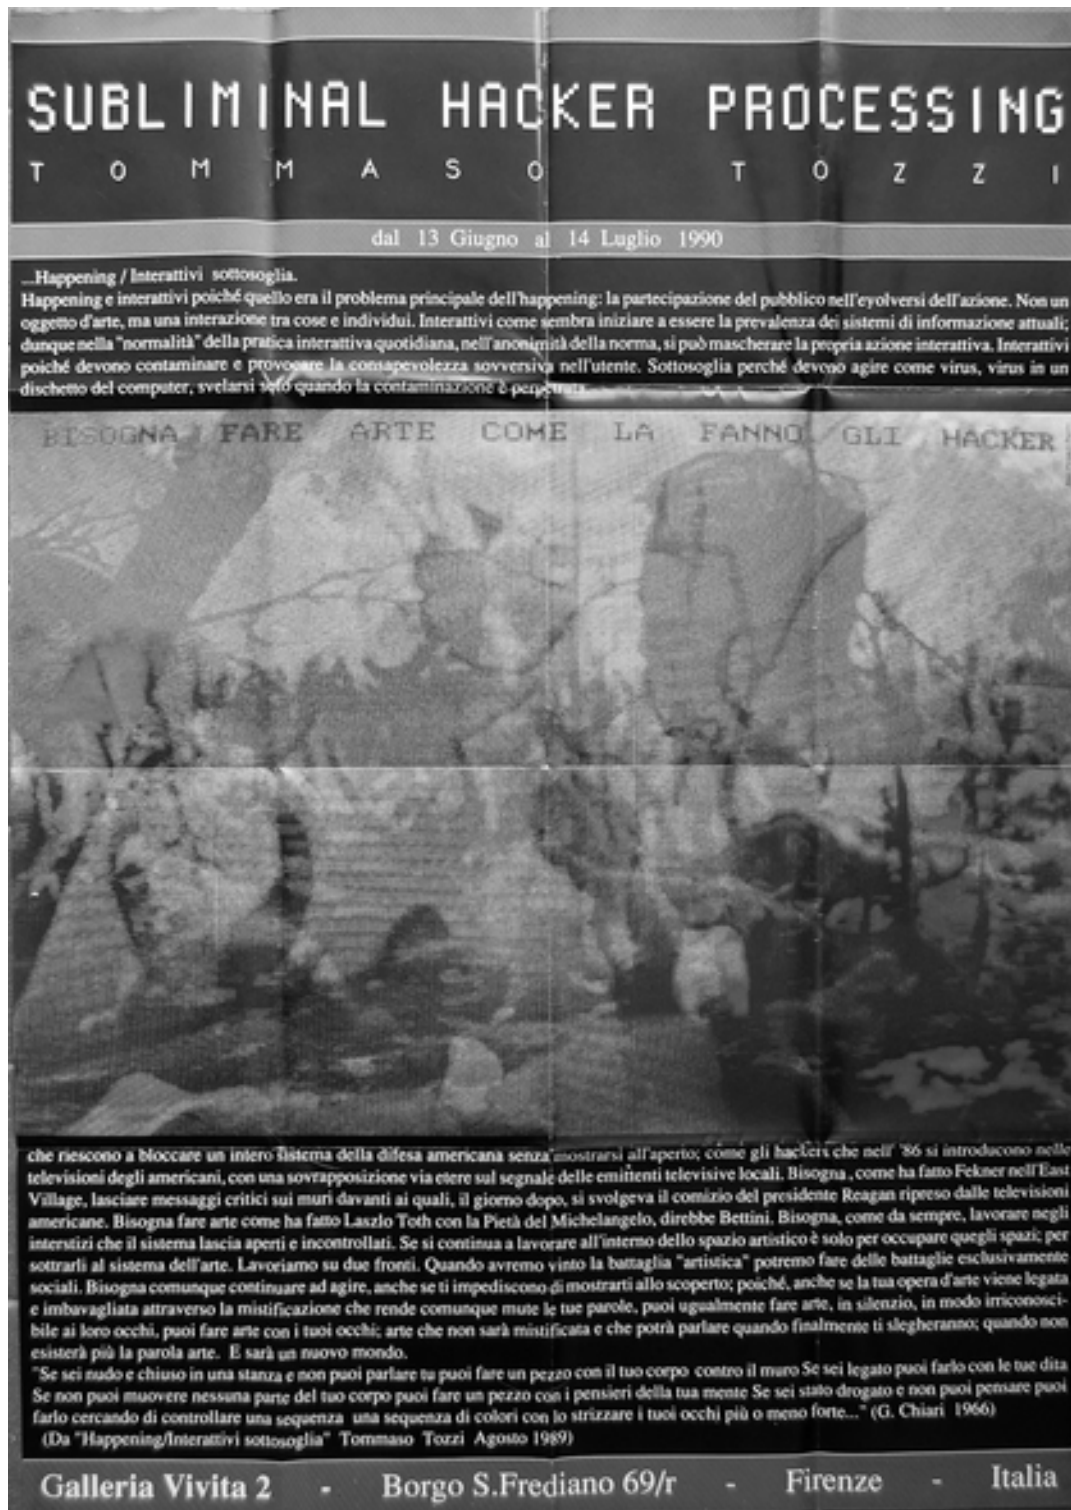 SUBLIMINAL HACKER PROCESSING
TOMMASO TOZZI
dal 13 Giugno al 14 Luglio 1990
...Happening / Interattivi sottosoglia.
Happening e interattivi poiché quello era il problema principale dell'happening: la partecipazione del pubblico nell'evolversi dell'azione. Non un
oggetto d'arte, ma una interazione tra cose e individui. Interattivi come sembra iniziare a essere la prevalenza dei sistemi di informazione attuali;
dunque nella "normalità" della pratica interattiva quotidiana, nell'anonimità della norma, si può mascherare la propria azione interattiva. Interattivi
poiché devono contaminare e provocare la consapevolezza sovversiva nell'utente. Sottosoglia perché devono agire come virus, virus in un
dischetto del computer, svelarsi solo quando la contaminazione è perpetrata.
BISOGNA FARE ARTE COME LA FANNO GLI HACKER
che riescono a bloccare un intero sistema della difesa americana senza mostrarsi all'aperto; come gli hackers che nell' '86 si introducono nelle
televisioni degli americani, con una sovrapposizione via etere sul segnale delle emittenti televisive locali. Bisogna , come ha fatto Fekner nell'East
Village, lasciare messaggi critici sui muri davanti ai quali, il giorno dopo, si svolgeva il comizio del presidente Reagan ripreso dalle televisioni
americane. Bisogna fare arte come ha fatto Laszlo Toth con la Pietà del Michelangelo, direbbe Bettini. Bisogna, come da sempre, lavorare negli
interstizi che il sistema lascia aperti e incontrollati. Se si continua a lavorare all'interno dello spazio artistico è solo per occupare quegli spazi; per
sottrarli al sistema dell'arte. Lavoriamo su due fronti. Quando avremo vinto la battaglia "artistica" potremo fare delle battaglie esclusivamente
sociali. Bisogna comunque continuare ad agire, anche se ti impediscono di mostrarti allo scoperto; poiché, anche se la tua opera d'arte viene legata
e imbavagliata attraverso la mistificazione che rende comunque mute le tue parole, puoi ugualmente fare arte, in silenzio, in modo irriconosci-
bile ai loro occhi, puoi fare arte con i tuoi occhi; arte che non sarà mistificata e che potrà parlare quando finalmente ti slegheranno; quando non
esisterà più la parola arte. E sarà un nuovo mondo.
"Se sei nudo e chiuso in una stanza e non puoi parlare tu puoi fare un pezzo con il tuo corpo contro il muro Se sei legato puoi farlo con le tue dita
Se non puoi muovere nessuna parte del tuo corpo puoi fare un pezzo con i pensieri della tua mente Se sei stato drogato e non puoi pensare puoi
farlo cercando di controllare una sequenza una sequenza di colori con lo strizzare i tuoi occhi più o meno forte..." (G. Chiari 1966)
(Da "Happening/Interattivi sottosoglia" Tommaso Tozzi Agosto 1989)
Galleria Vivita 2 - Borgo S.Frediano 69/r - Firenze - Italia